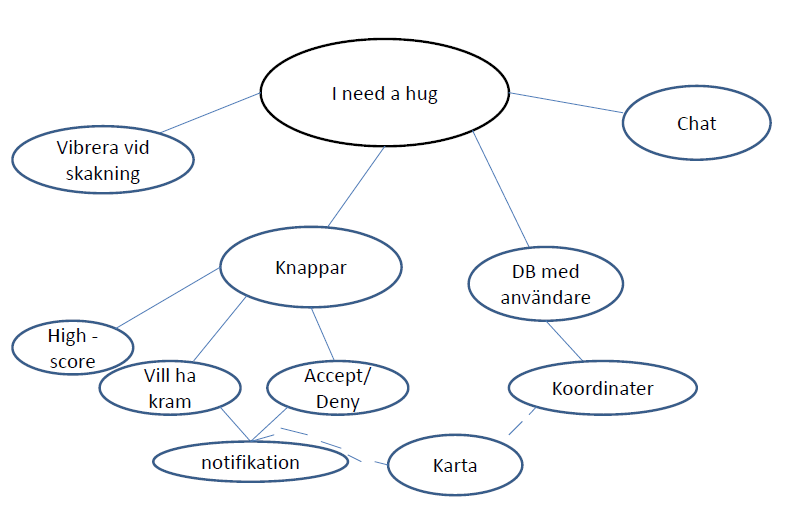 I need a hug
Chat
Vibrera vid
skakning
Knappar
DB med
användare
High -
score
Vill ha
kram
Accept/
Deny
Koordinater
notifikation
Karta